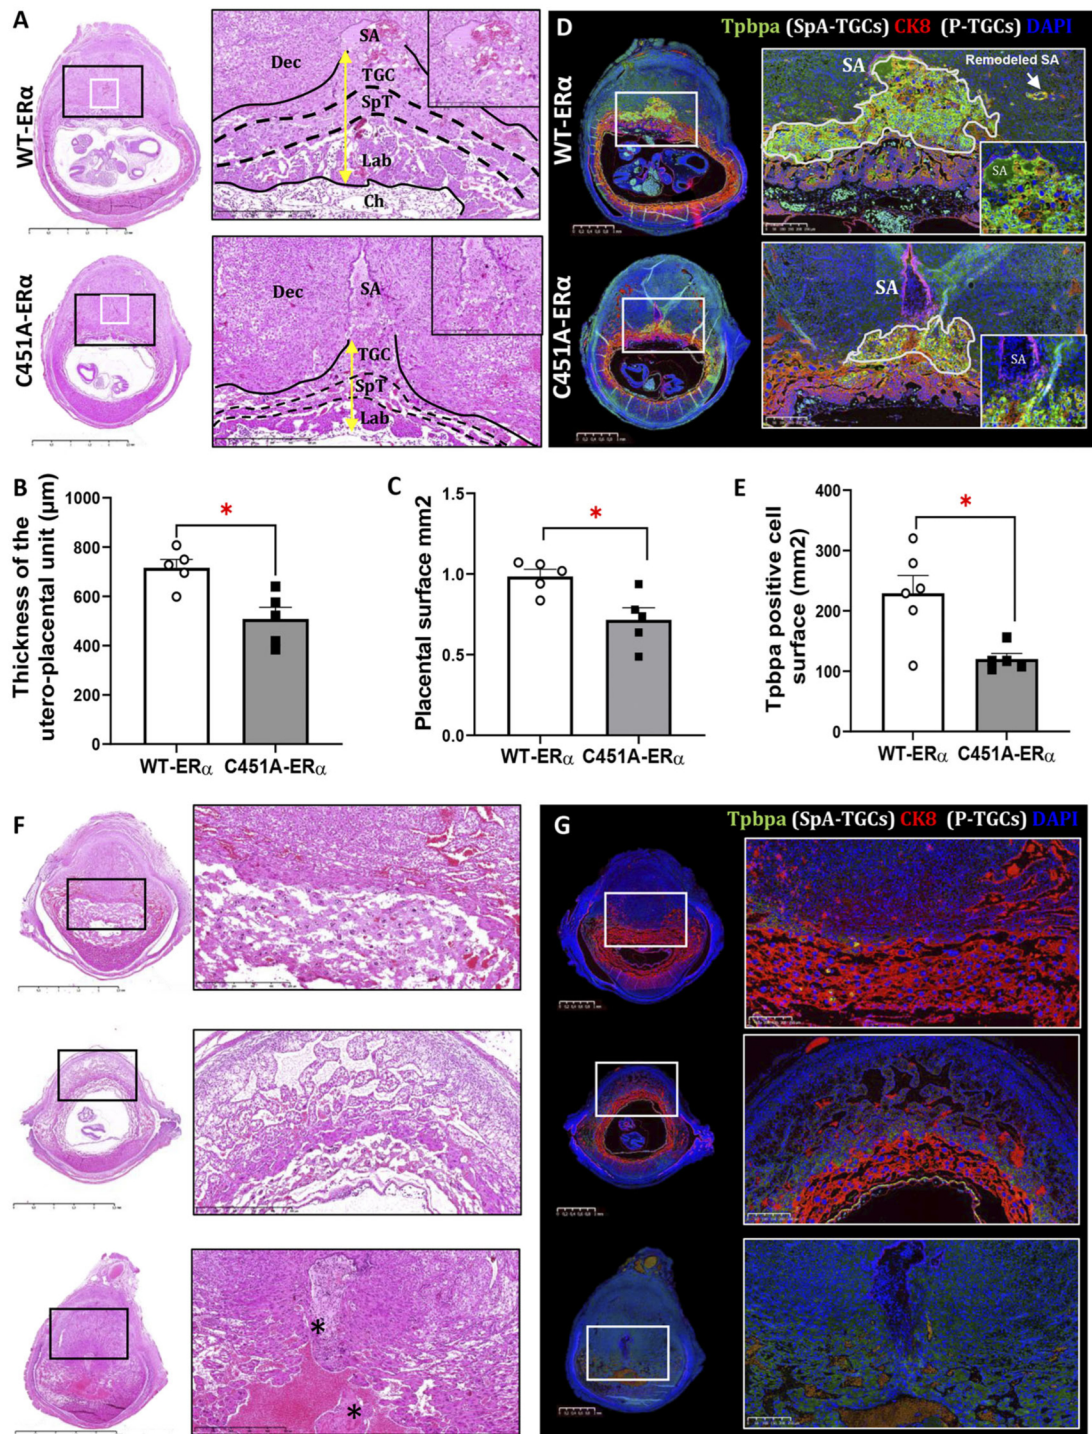 A
WT-ERα
SA
Dec
TGC
SpT
Lab
Ch
C451A-ERα
Dec
SA
TGC
SpT
Lab
D
Tpbpa (SpA-TGCs) CK8 (P-TGCs) DAPI
WT-ERα
SA
Remodeled SA
SA
C451A-ERα
SA
SA
B
Thickness of the
utero-placental unit (μm)
1000
800
600
400
200
0
*
WT-ERα
C451A-ERα
C
Placental surface mm2
1.5
1.0
0.5
0.0
*
WT-ERα
C451A-ERα
E
Tpbpa positive cell
surface (mm2)
400
300
200
100
0
*
WT-ERα
C451A-ERα
F
*
*
G
Tpbpa (SpA-TGCs) CK8 (P-TGCs) DAPI